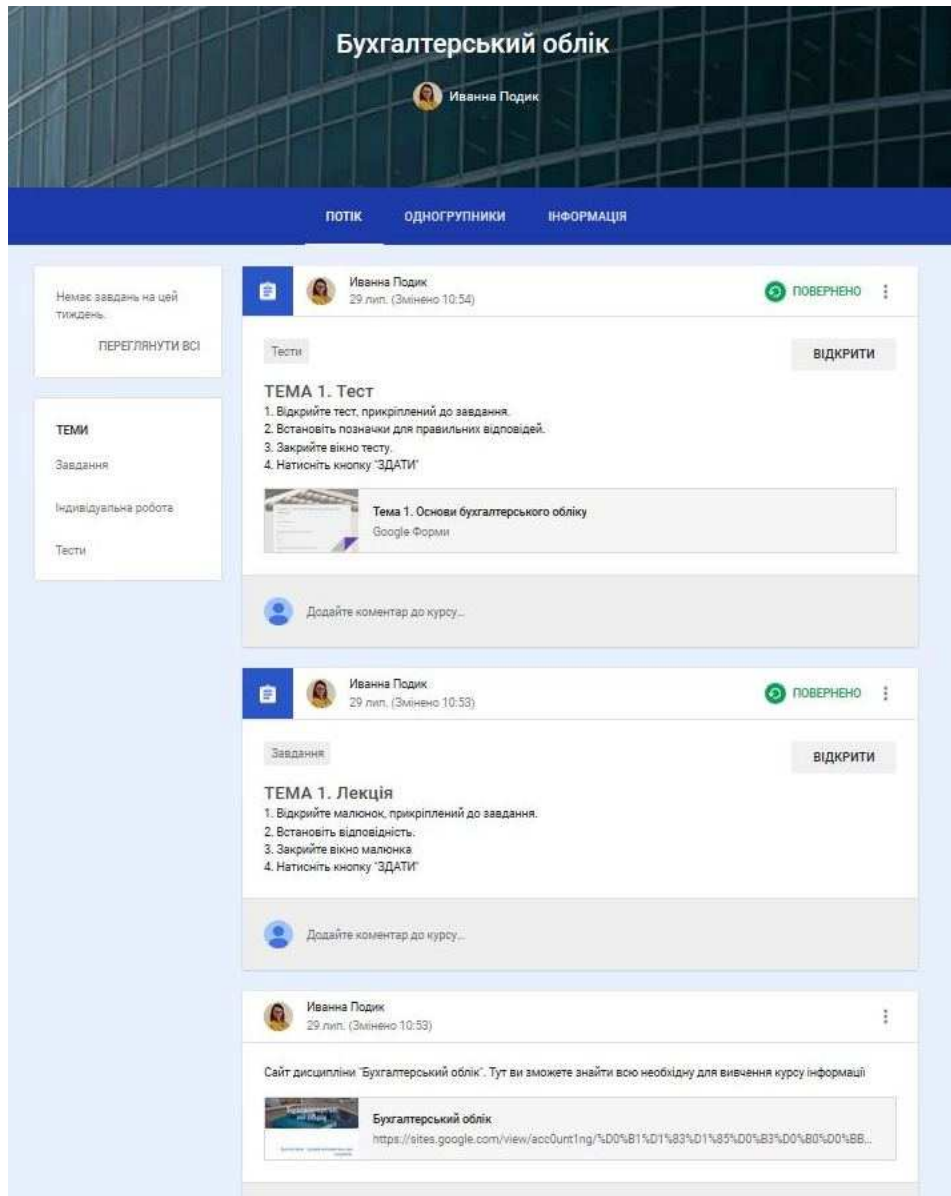 Бухгалтерський облік
Иванна Подик
ПОТІК ОДНОГРУПНИКИ ІНФОРМАЦІЯ
Немає завдань на цей
тиждень.
ПЕРЕГЛЯНУТИ ВСІ
ТЕМИ
Завдання
Індивідуальна робота
Тести
Иванна Подик
29 лип. (Змінено 10:54)
ПОВЕРНЕНО
Тести
ВІДКРИТИ
ТЕМА 1. Тест
1. Відкрийте тест, прикріплений до завдання.
2. Встановіть позначки для правильних відповідей.
3. Закрийте вікно тесту.
4. Натисніть кнопку "ЗДАТИ"
Тема 1. Основи бухгалтерського обліку
Google Форми
Додайте коментар до курсу...
Иванна Подик
29 лип. (Змінено 10:53)
ПОВЕРНЕНО
Завдання
ВІДКРИТИ
ТЕМА 1. Лекція
1. Відкрийте малюнок, прикріплений до завдання.
2. Встановіть відповідність.
3. Закрийте вікно малюнка
4. Натисніть кнопку "ЗДАТИ"
Додайте коментар до курсу...
Иванна Подик
29 лип. (Змінено 10:53)
Сайт дисципліни "Бухгалтерський облік". Тут ви зможете знайти всю необхідну для вивчення курсу інформації
Бухгалтерський облік
https://sites.google.com/view/acc0unt1ng/%D0%B1%D1%83%D1%85%D0%B3%D0%B0%D0%BB...